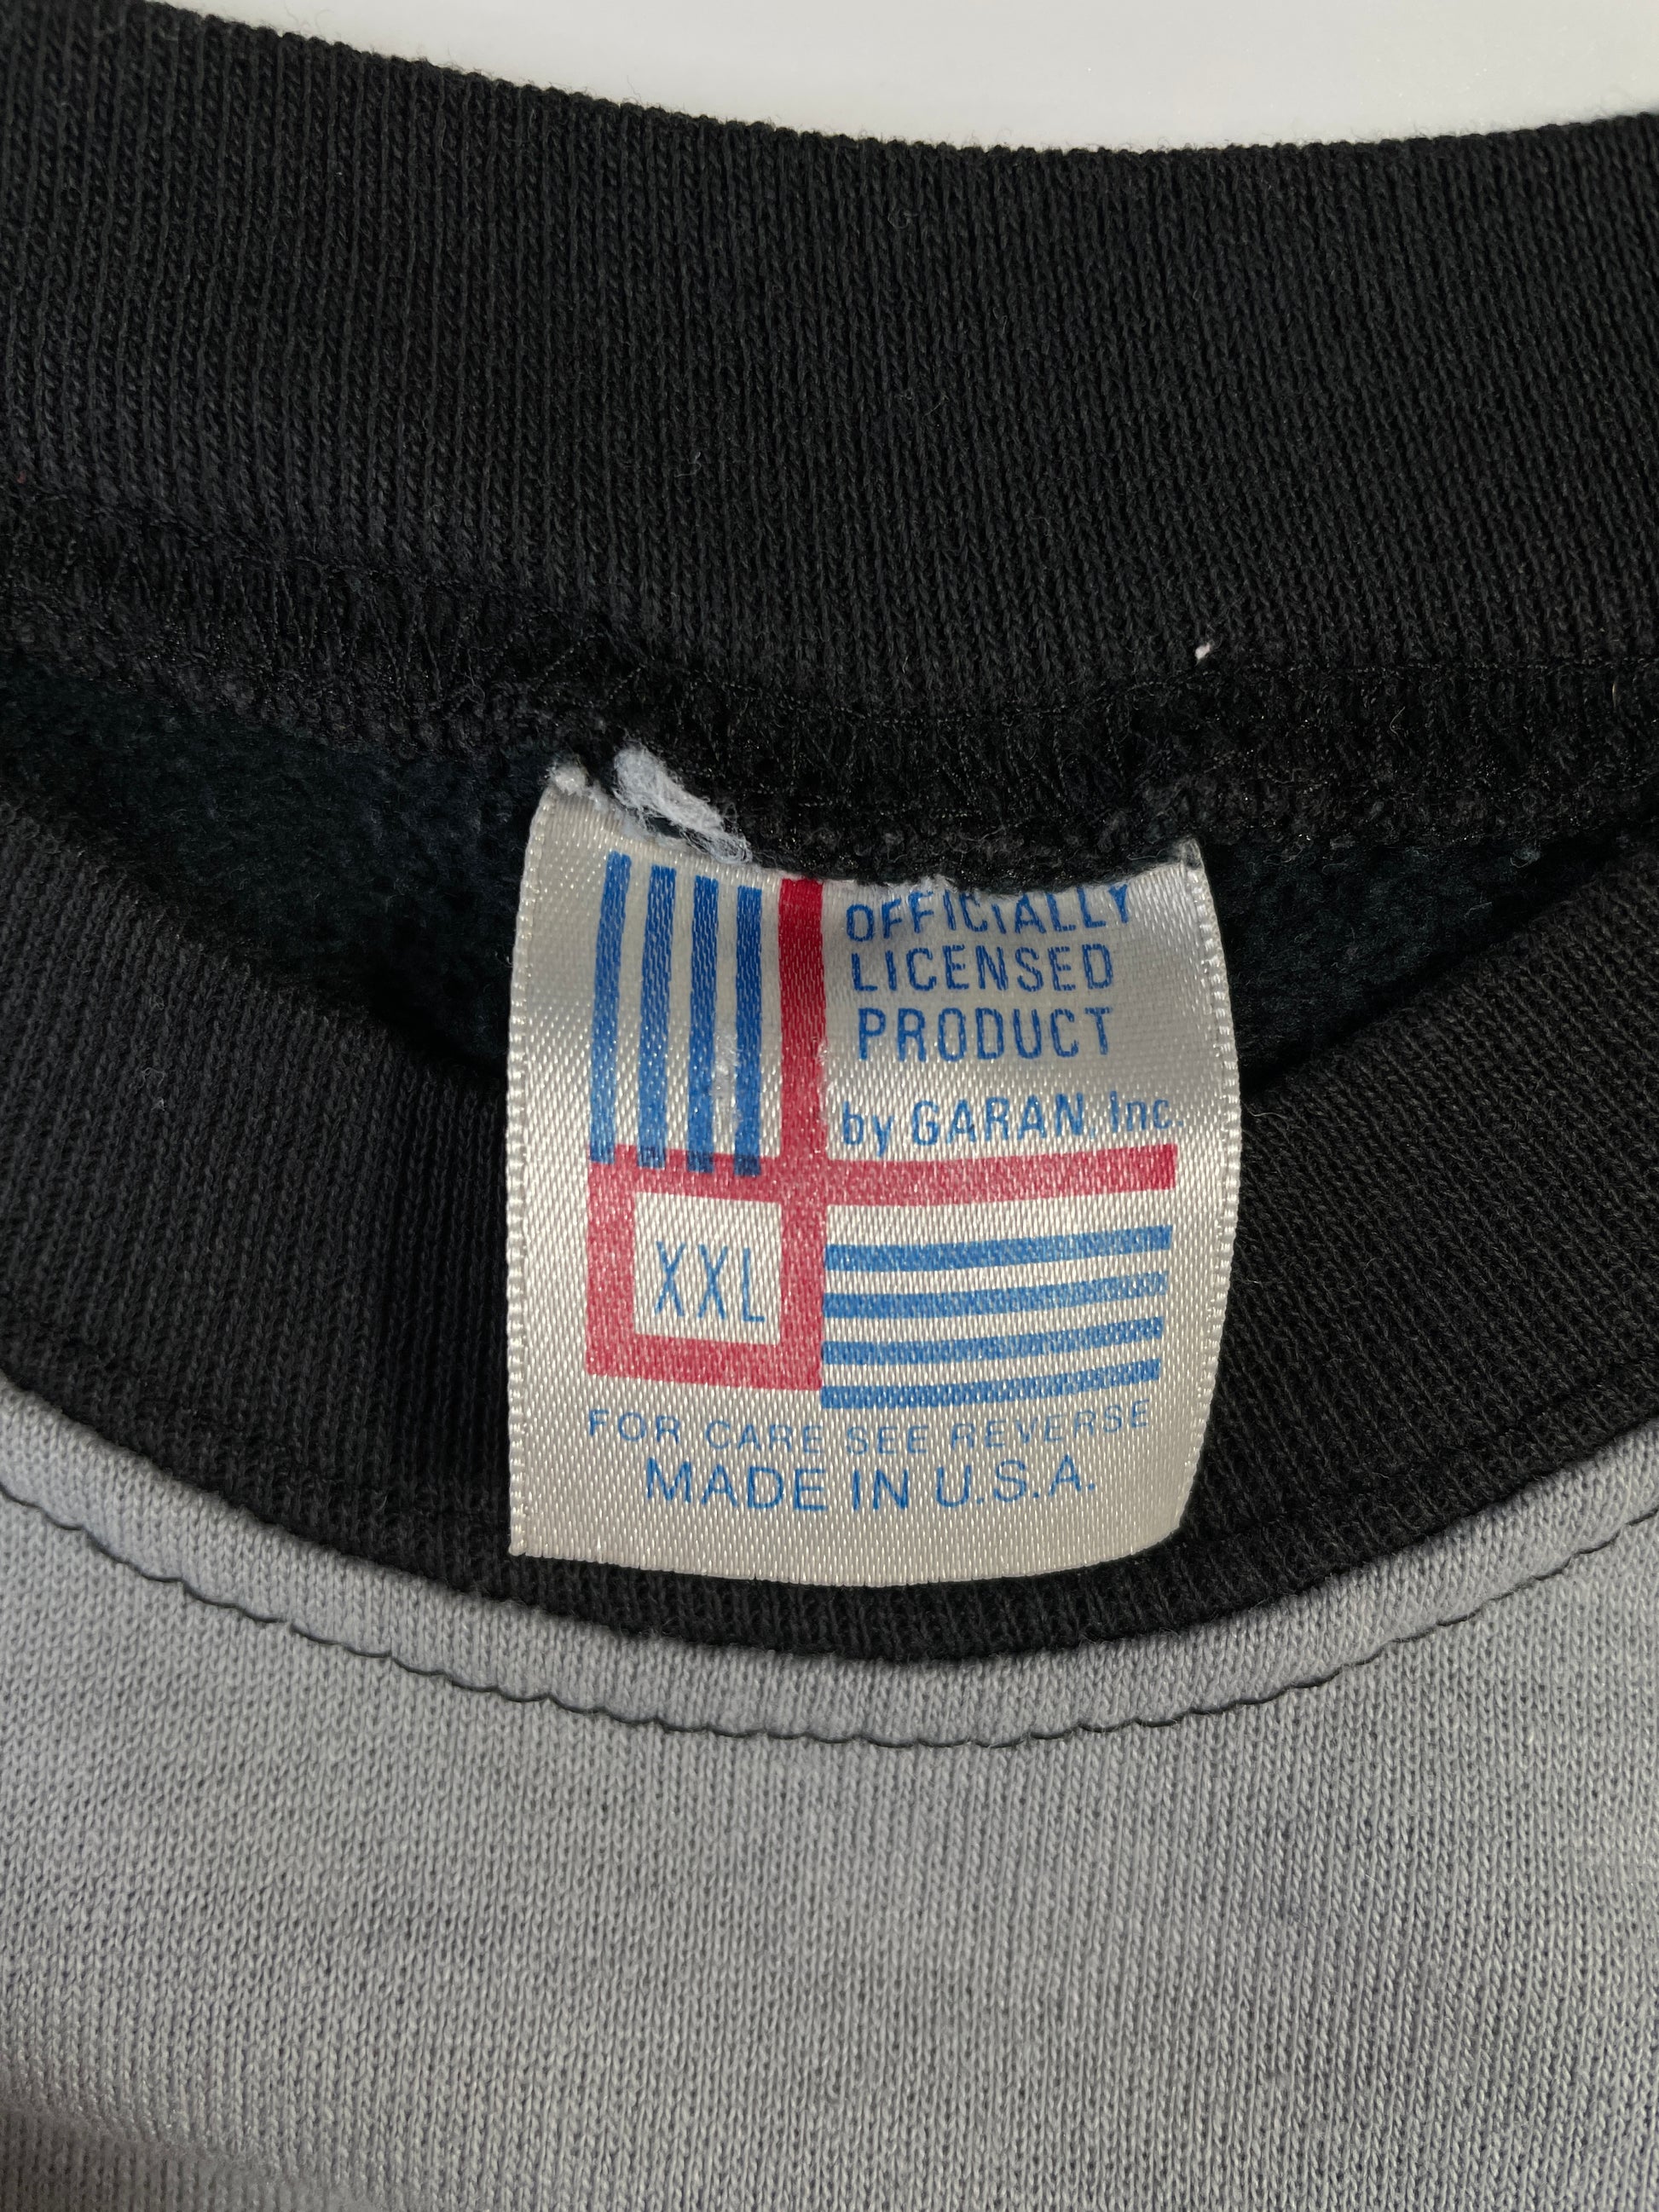 OFFICIALLY
LICENSED
PRODUCT
by GARAN, Inc.
XXL
FOR CARE SEE REVERSE
MADE IN U.S.A.